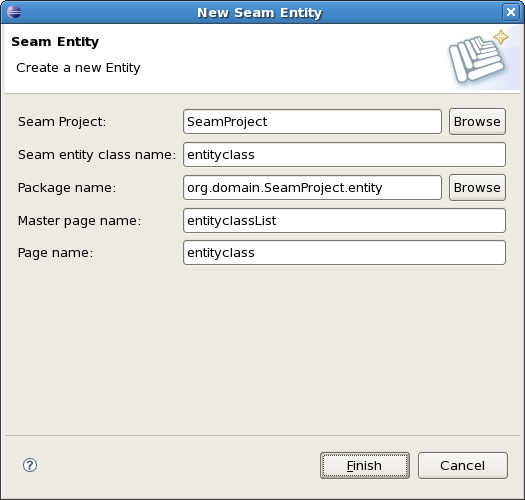 New Seam Entity
Seam Entity
Create a new Entity
Seam Project: SeamProject Browse
Seam entity class name: entityclass
Package name: org.domain.SeamProject.entity Browse
Master page name: entityclassList
Page name: entityclass
? Finish Cancel